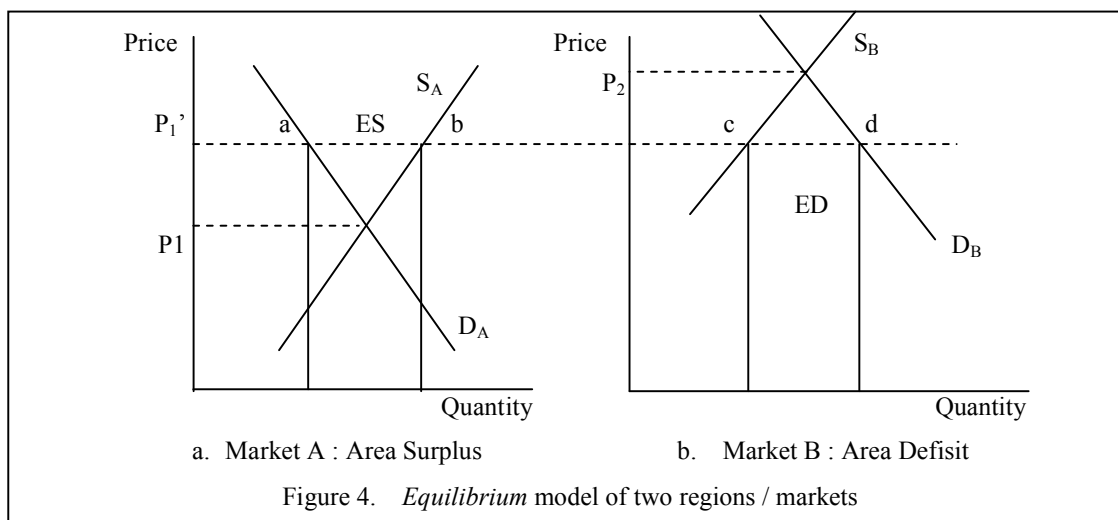 Price
S_A
P_1’
a
ES
b
P1
D_A
Quantity
a. Market A : Area Surplus
Price
S_B
P_2
c
d
ED
D_B
Quantity
b. Market B : Area Defisit
Figure 4. Equilibrium model of two regions / markets